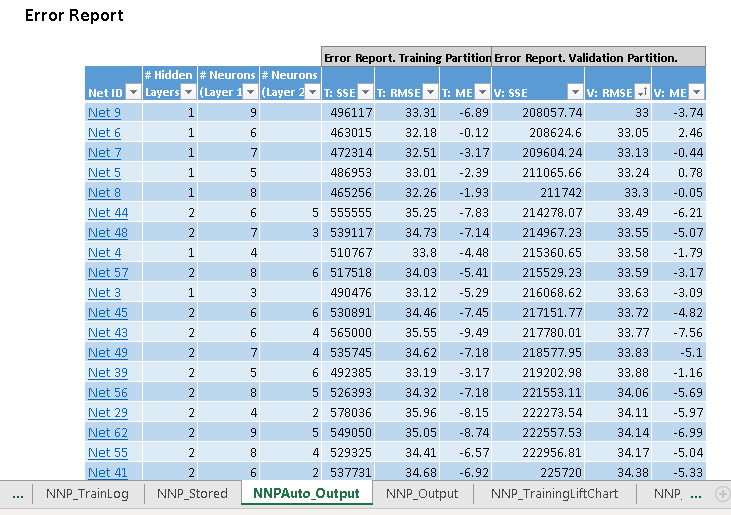 Error Report
Error Report. Training Partition Error Report. Validation Partition.
# Hidden # Neurons # Neurons
Net ID Layers (Layer 1 (Layer 2 T: SSE T: RMSE T: ME V: SSE V: RMSE V: ME
Net 9 1 9 496117 33.31 -6.89 208057.74 33 -3.74
Net 6 1 6 463015 32.18 -0.12 208624.6 33.05 2.46
Net 7 1 7 472314 32.51 -3.17 209604.24 33.13 -0.44
Net 5 1 5 486953 33.01 -2.39 211065.66 33.24 0.78
Net 8 1 8 465256 32.26 -1.93 211742 33.3 -0.05
Net 44 2 6 5 555555 35.25 -7.83 214278.07 33.49 -6.21
Net 48 2 7 3 539117 34.73 -7.14 214967.23 33.55 -5.07
Net 4 1 4 510767 33.8 -4.48 215360.65 33.58 -1.79
Net 57 2 8 6 517518 34.03 -5.41 215529.23 33.59 -3.17
Net 3 1 3 490476 33.12 -5.29 216068.62 33.63 -3.09
Net 45 2 6 6 530891 34.46 -7.45 217151.77 33.72 -4.82
Net 43 2 6 4 565000 35.55 -9.49 217780.01 33.77 -7.56
Net 49 2 7 4 535745 34.62 -7.18 218577.95 33.83 -5.1
Net 39 2 5 6 492385 33.19 -3.17 219202.98 33.88 -1.16
Net 56 2 8 5 526393 34.32 -7.18 221553.11 34.06 -5.69
Net 29 2 4 2 578036 35.96 -8.15 222273.54 34.11 -5.97
Net 62 2 9 5 549050 35.05 -8.74 222557.53 34.14 -6.99
Net 55 2 8 4 529325 34.41 -6.57 222956.81 34.17 -5.04
Net 41 2 6 2 537731 34.68 -6.92 225720 34.38 -5.33
... NNP_TrainLog NNP_Stored NNPAuto_Output NNP_Output NNP_TrainingLiftChart NNP_ ...